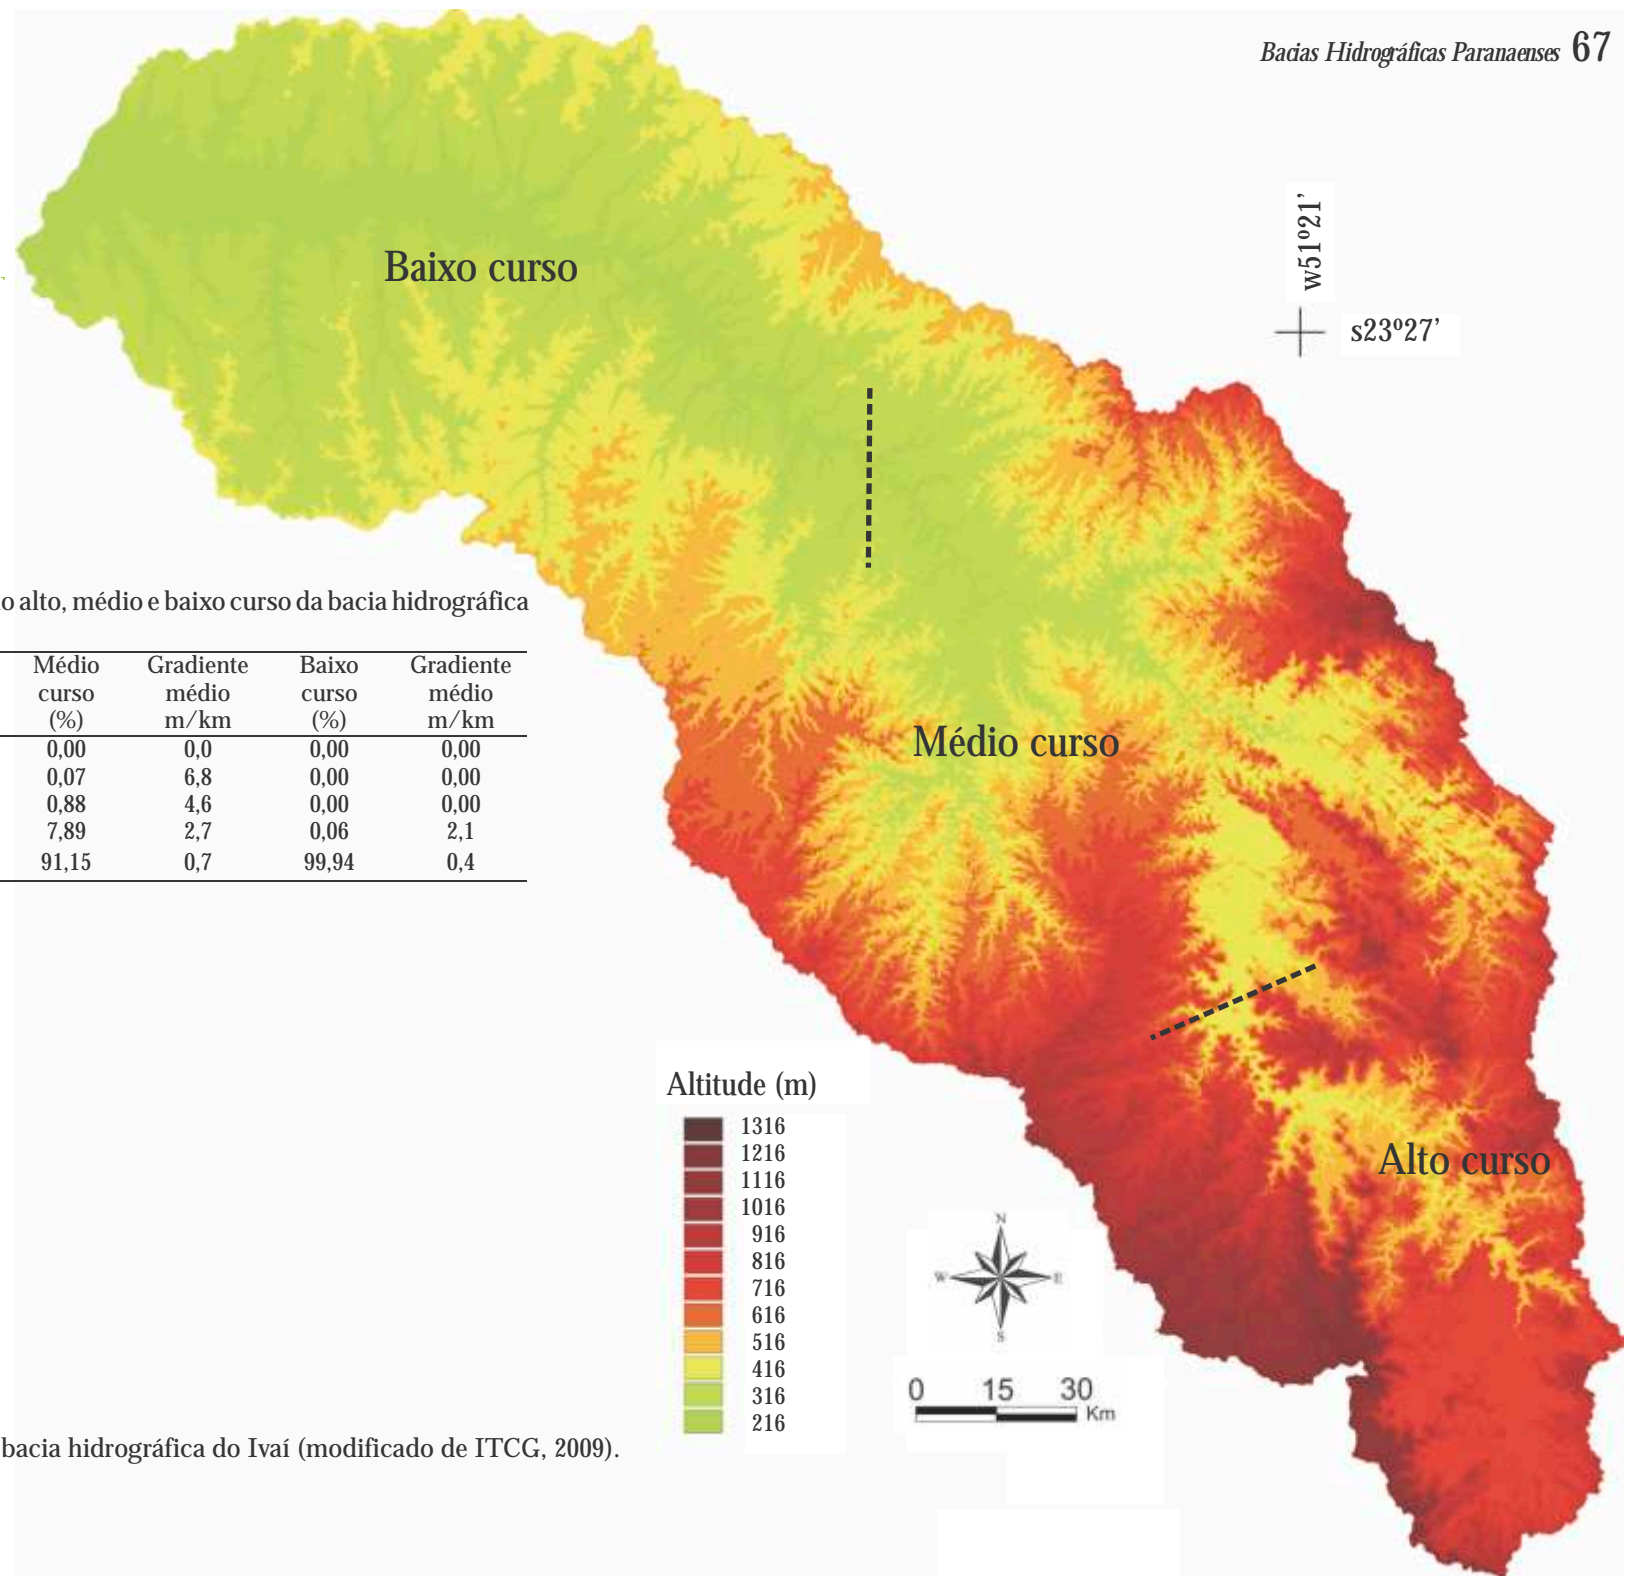 Bacias Hidrográficas Paranaenses 67
w51º21'
s23º27'
Baixo curso
o alto, médio e baixo curso da bacia hidrográfica
Médio Gradiente Baixo Gradiente
curso médio curso médio
(%) m/km (%) m/km
0,00 0,0 0,00 0,00
0,07 6,8 0,00 0,00
0,88 4,6 0,00 0,00
7,89 2,7 0,06 2,1
91,15 0,7 99,94 0,4
Médio curso
Alto curso
Altitude (m)
1316
1216
1116
1016
916
816
716
616
516
416
316
216
N
W E
S
0 15 30
Km
bacia hidrográfica do Ivaí (modificado de ITCG, 2009).